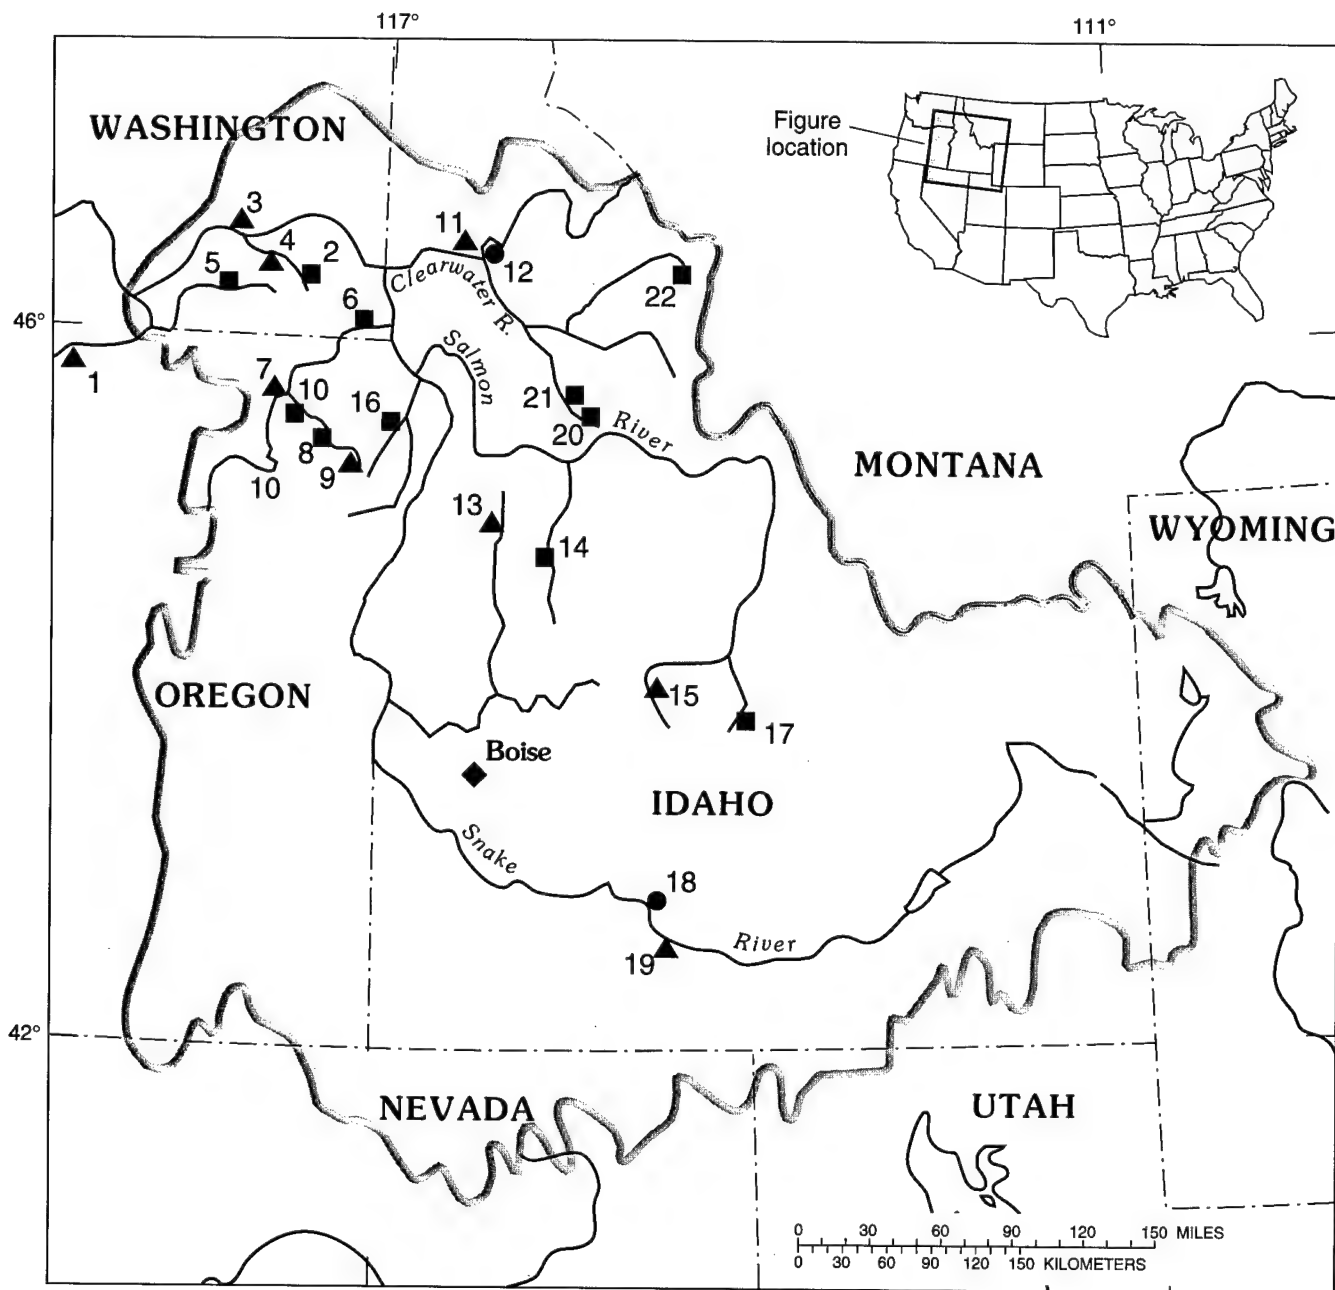 117°
111°
WASHINGTON
Figure
location
3
11
4
2
5
12
Clearwater R.
22
6
46°
Salmon
1
7
10
16
21
20
River
8
9
10
MONTANA
13
14
WYOMING
OREGON
15
17
Boise
IDAHO
Snake
18
River
19
42°
NEVADA
UTAH
0 30 60 90 120 150 MILES
0 30 60 90 120 150 KILOMETERS